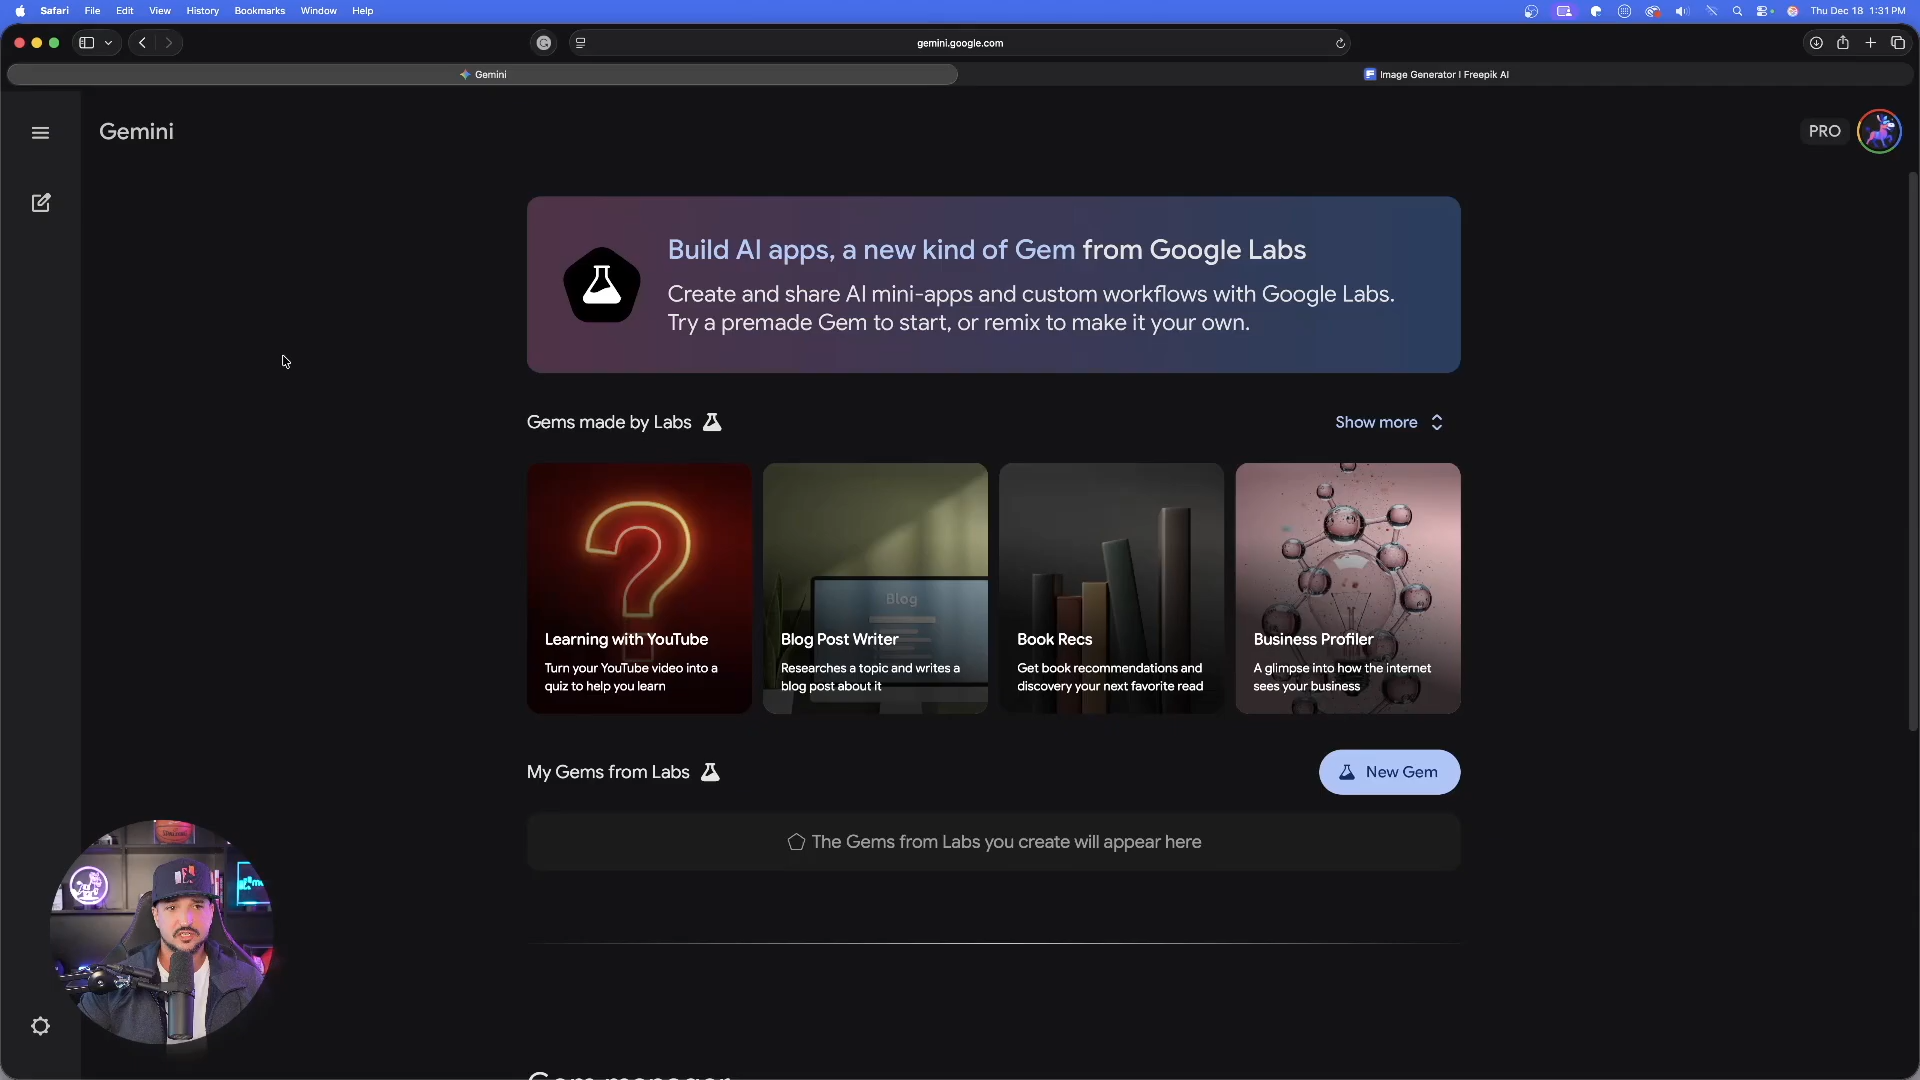 Safari File Edit View History Bookmarks Window Help
Thu Dec 18 1:31 PM
gemini.google.com
Gemini
Image Generator | Freepik AI
Gemini
PRO
Build AI apps, a new kind of Gem from Google Labs
Create and share AI mini-apps and custom workflows with Google Labs.
Try a premade Gem to start, or remix to make it your own.
Gems made by Labs
Show more
Blog
Learning with YouTube
Turn your YouTube video into a
quiz to help you learn
Blog Post Writer
Researches a topic and writes a
blog post about it
Book Recs
Get book recommendations and
discovery your next favorite read
Business Profiler
A glimpse into how the internet
sees your business
My Gems from Labs
New Gem
The Gems from Labs you create will appear here